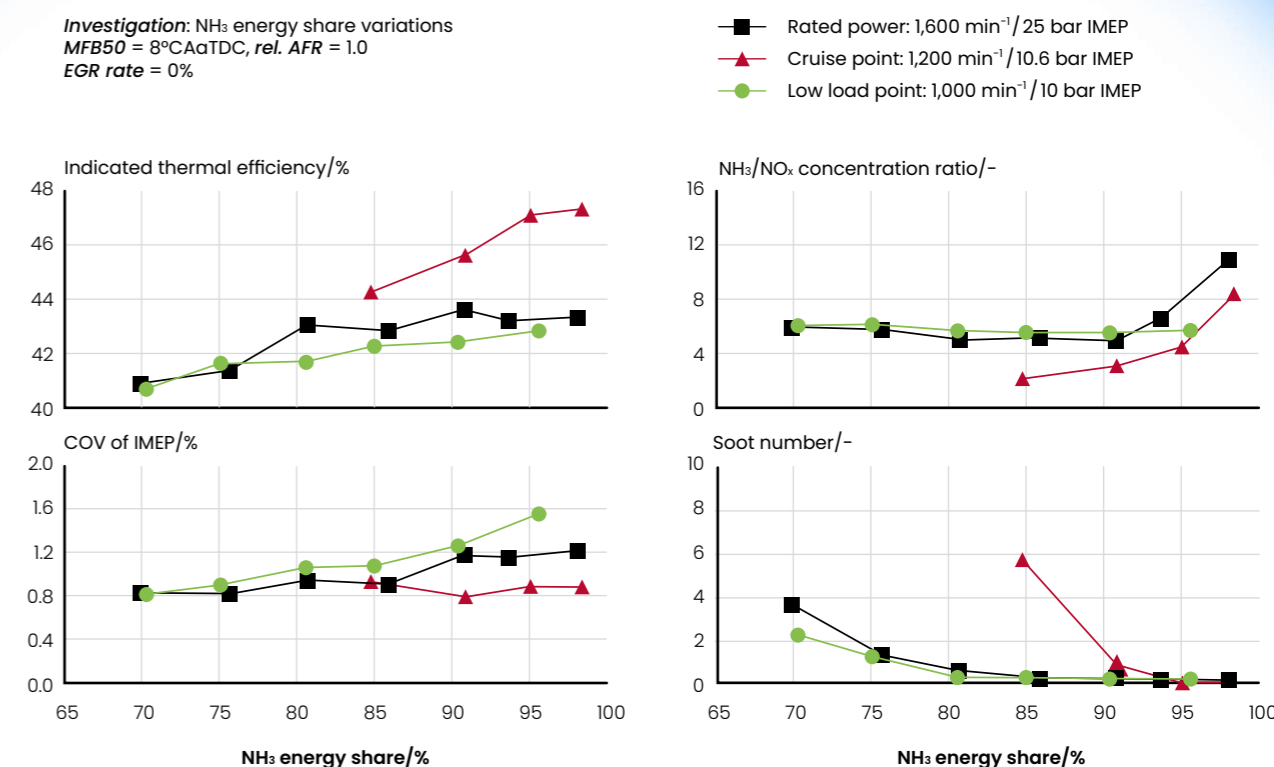 Investigation: NH₃ energy share variations
MFB50 = 8°CAaTDC, rel. AFR = 1.0
EGR rate = 0%
Rated power: 1,600 min⁻¹/25 bar IMEP
Cruise point: 1,200 min⁻¹/10.6 bar IMEP
Low load point: 1,000 min⁻¹/10 bar IMEP
Indicated thermal efficiency/%
48
46
44
42
40
NH₃/NOₓ concentration ratio/-
16
12
8
4
0
COV of IMEP/%
2.0
1.6
1.2
0.8
0.4
0.0
65 70 75 80 85 90 95 100
NH₃ energy share/%
Soot number/-
10
8
6
4
2
0
65 70 75 80 85 90 95 100
NH₃ energy share/%